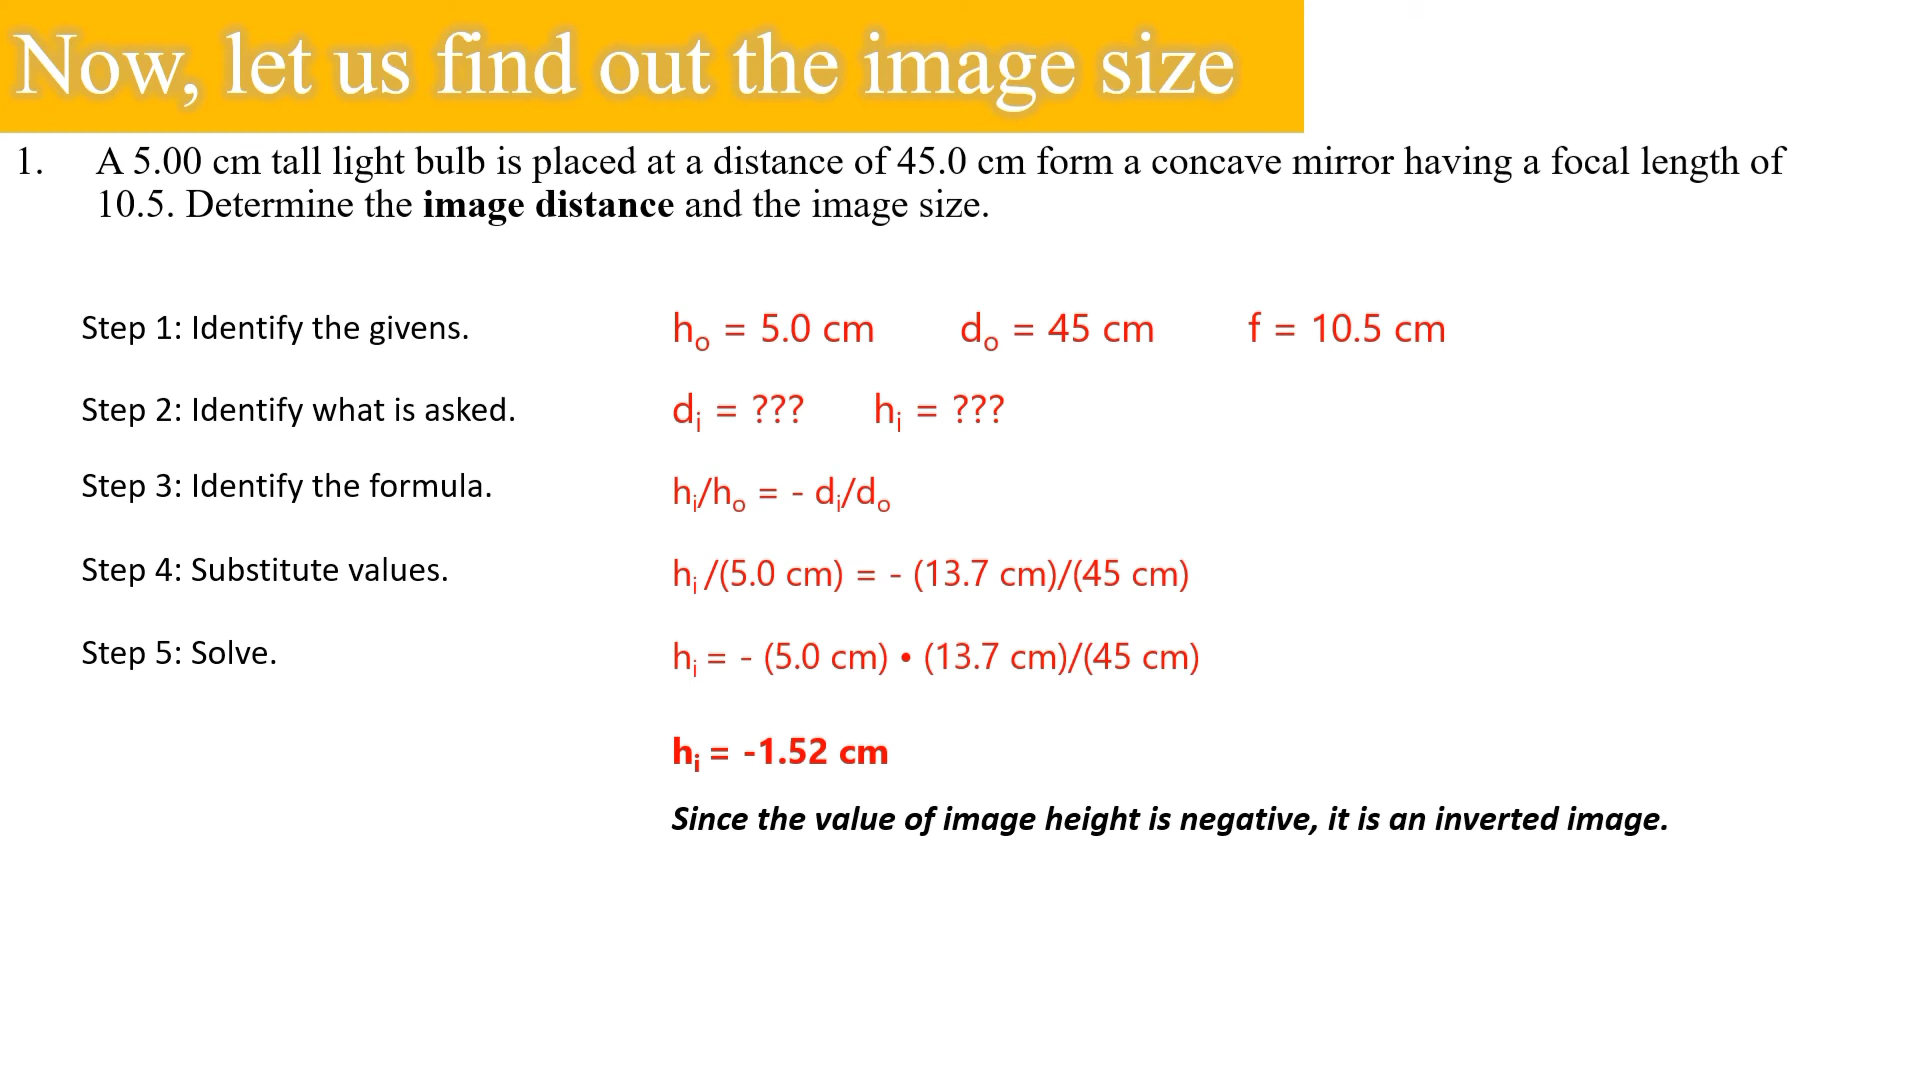 Now, let us find out the image size
1. A 5.00 cm tall light bulb is placed at a distance of 45.0 cm form a concave mirror having a focal length of
10.5. Determine the image distance and the image size.
Step 1: Identify the givens. hₒ = 5.0 cm dₒ = 45 cm f = 10.5 cm
Step 2: Identify what is asked. dᵢ = ??? hᵢ = ???
Step 3: Identify the formula. hᵢ/hₒ = - dᵢ/dₒ
Step 4: Substitute values. hᵢ /(5.0 cm) = - (13.7 cm)/(45 cm)
Step 5: Solve. hᵢ = - (5.0 cm) • (13.7 cm)/(45 cm)
hᵢ = -1.52 cm
Since the value of image height is negative, it is an inverted image.